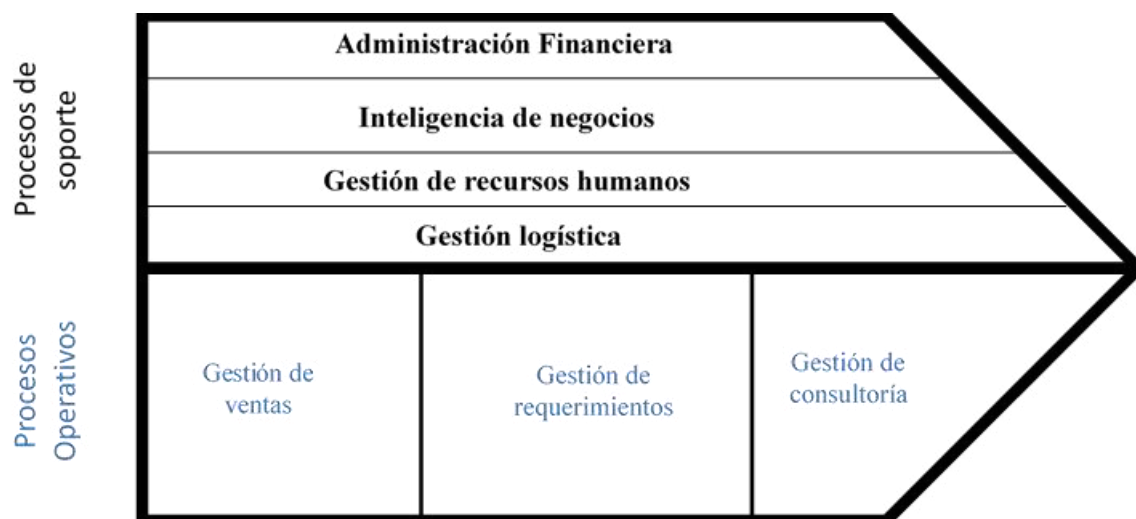 Procesos de
soporte
Administración Financiera
Inteligencia de negocios
Gestión de recursos humanos
Gestión logística
Procesos
Operativos
Gestión de
ventas
Gestión de
requerimientos
Gestión de
consultoría